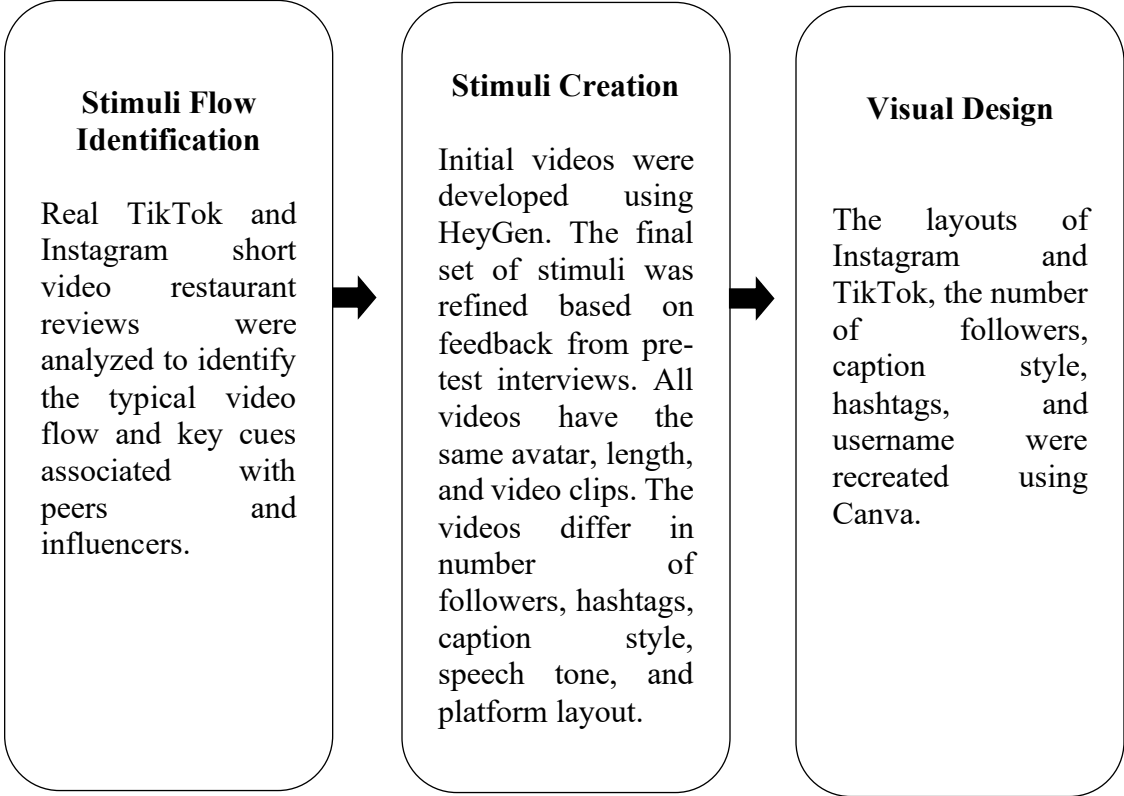 Stimuli Flow
Identification
Real TikTok and
Instagram short
video restaurant
reviews were
analyzed to identify
the typical video
flow and key cues
associated with
peers and
influencers.
Stimuli Creation
Initial videos were
developed using
HeyGen. The final
set of stimuli was
refined based on
feedback from pre-
test interviews. All
videos have the
same avatar, length,
and video clips. The
videos differ in
number of
followers, hashtags,
caption style,
speech tone, and
platform layout.
Visual Design
The layouts of
Instagram and
TikTok, the number
of followers,
caption style,
hashtags, and
username were
recreated using
Canva.